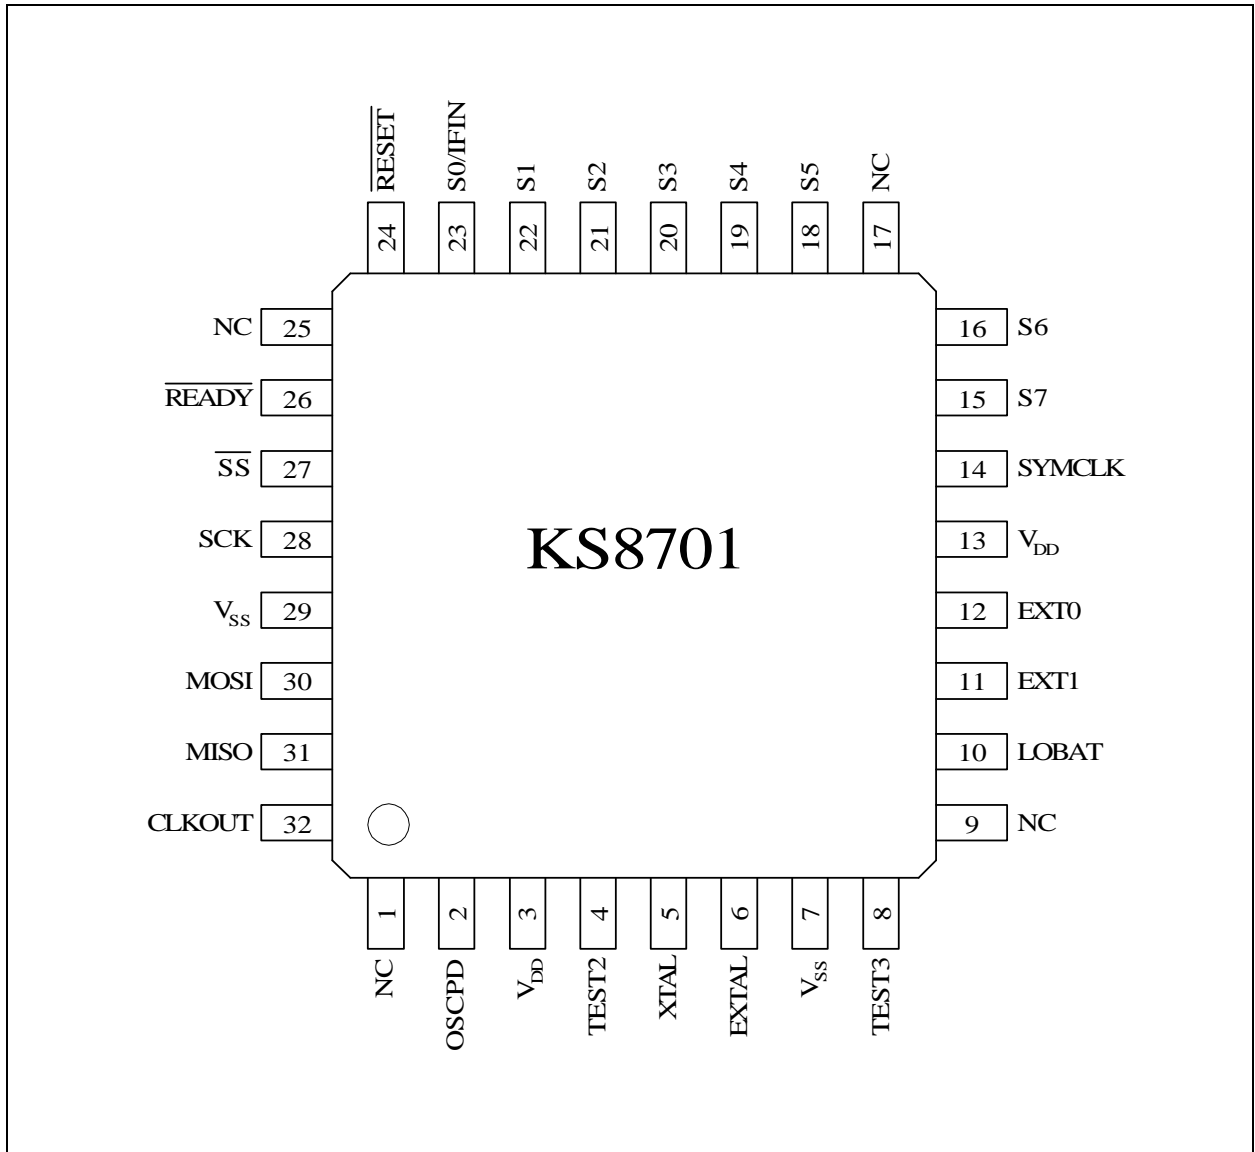 R̅E̅S̅E̅T̅
S0/IFIN
S1
S2
S3
S4
S5
NC
24
23
22
21
20
19
18
17
NC 25
R̅E̅A̅D̅Y̅ 26
S̅S̅ 27
SCK 28
VSS 29
MOSI 30
MISO 31
CLKOUT 32
KS8701
16 S6
15 S7
14 SYMCLK
13 VDD
12 EXT0
11 EXT1
10 LOBAT
9 NC
1
2
3
4
5
6
7
8
NC
OSCPD
VDD
TEST2
XTAL
EXTAL
VSS
TEST3